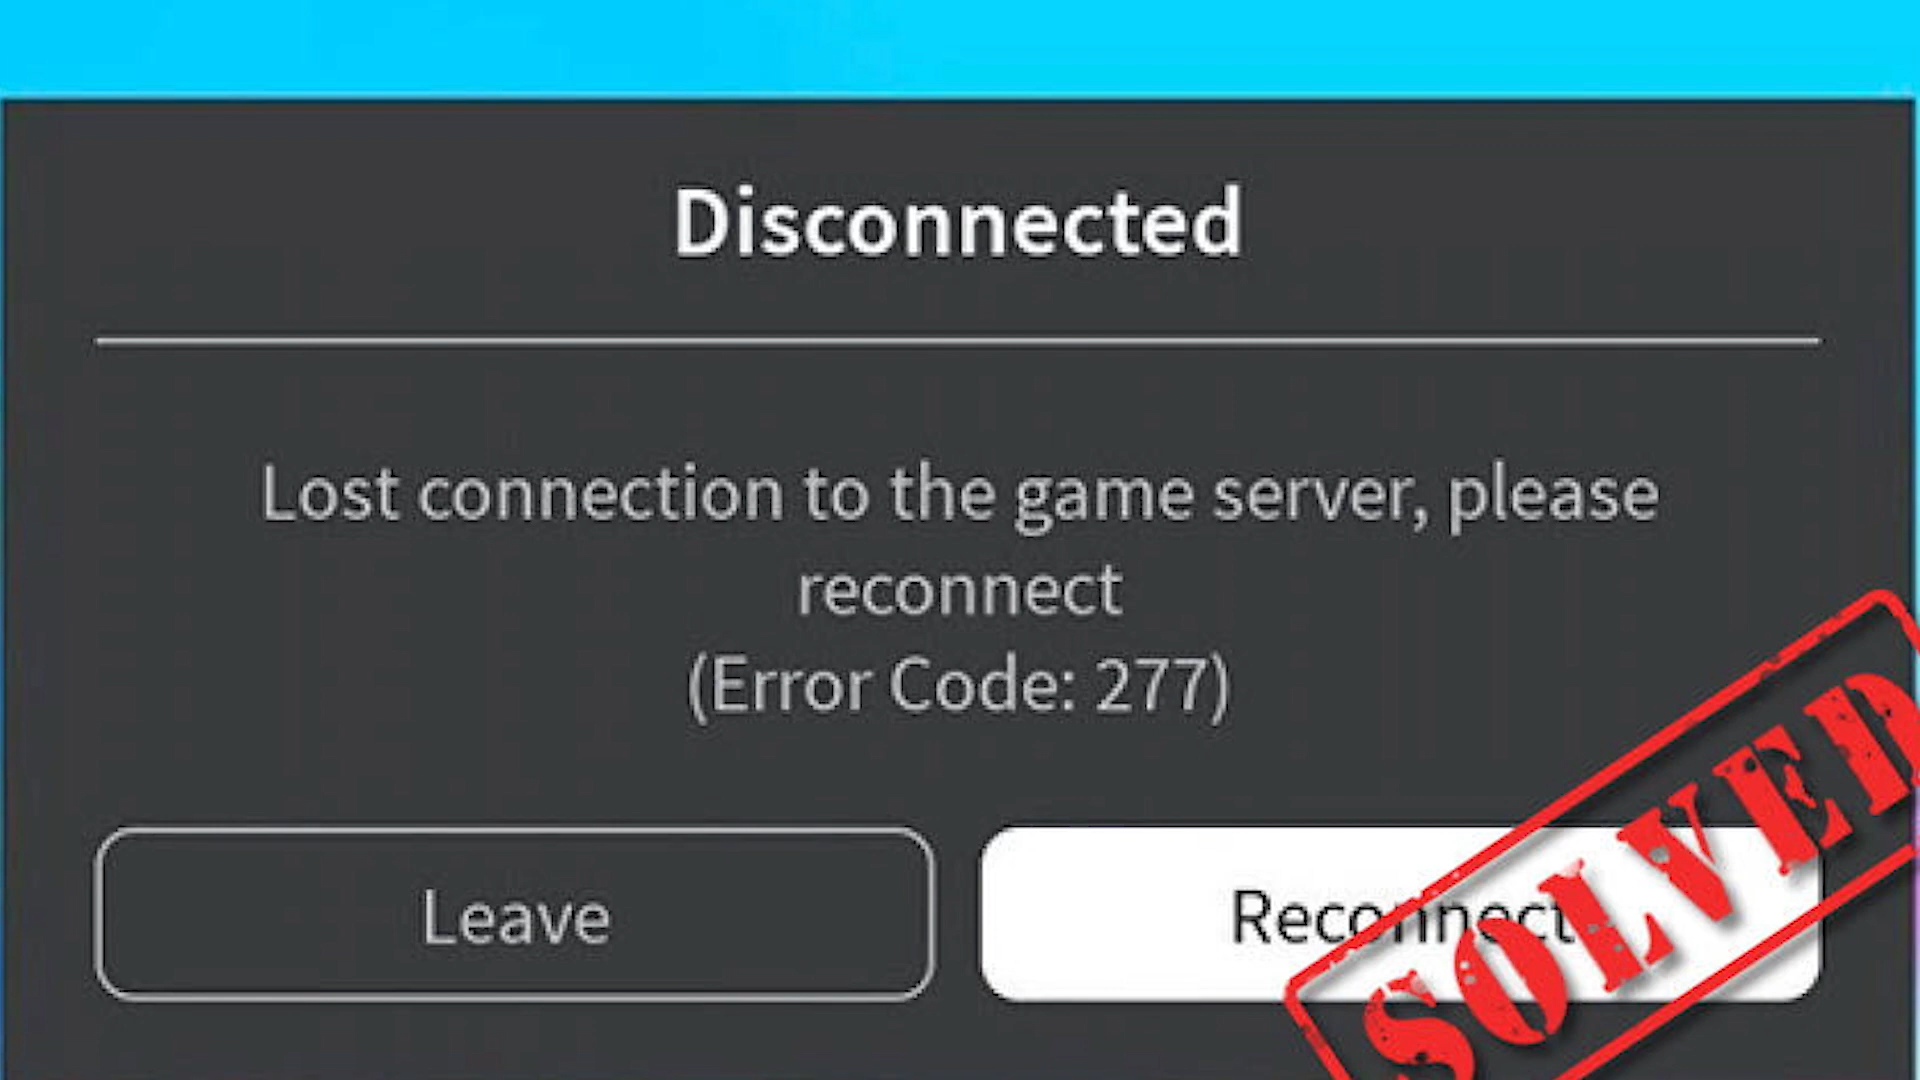 Disconnected
Lost connection to the game server, please
reconnect
(Error Code: 277)
Leave
Reconnect
SOLVED